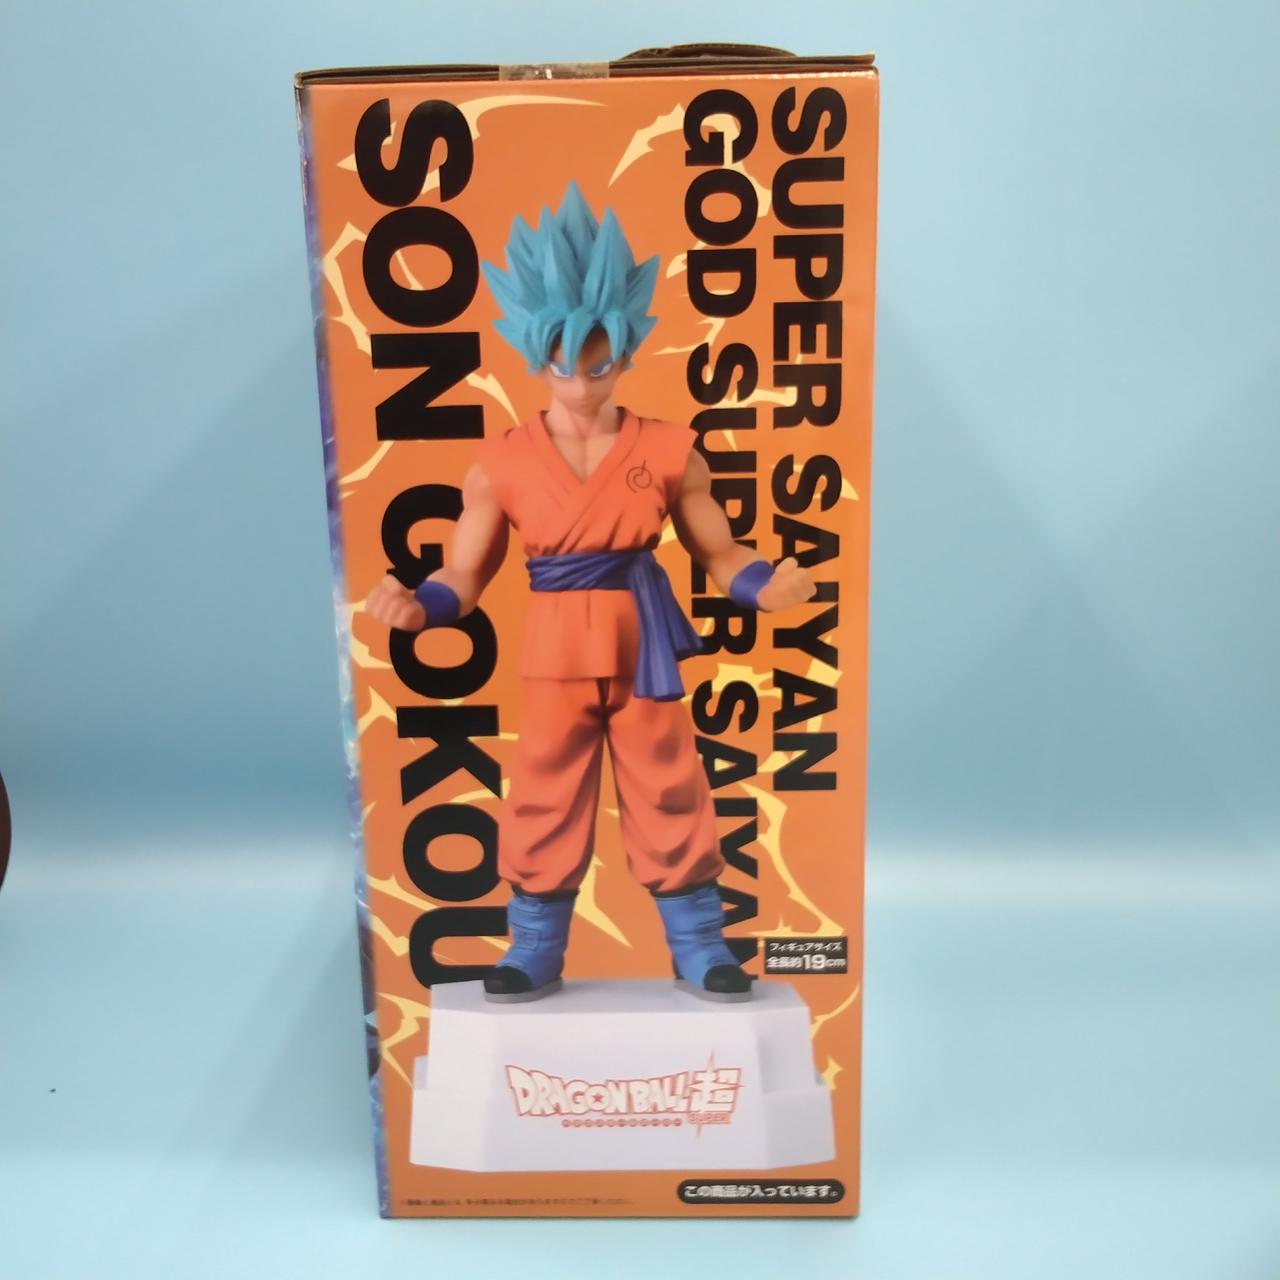 SUPER SAIYAN
GOD SUPER SAIYAN
SON GOKOU
フィギュアサイズ
全長約19cm
DRAGON BALL超
SUPER
この商品が入っています。